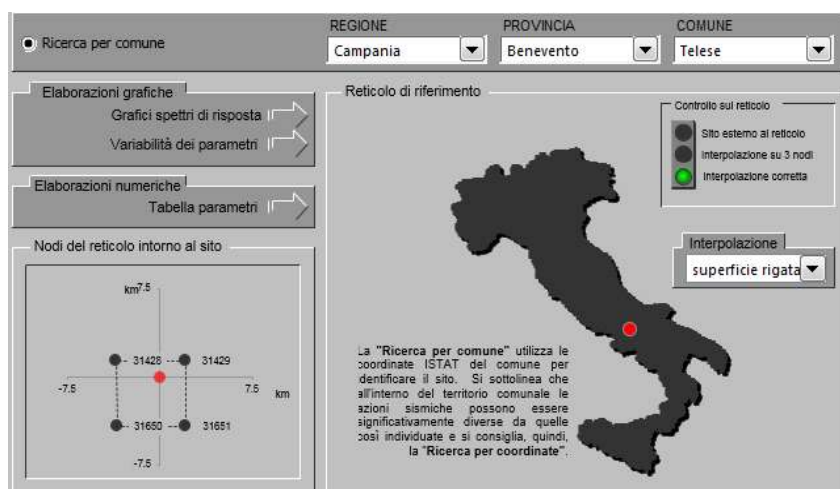 REGIONE PROVINCIA COMUNE
Ricerca per comune Campania Benevento Telese
Elaborazioni grafiche
Grafici spettri di risposta
Variabilità dei parametri
Elaborazioni numeriche
Tabella parametri
Nodi del reticolo intorno al sito
km 7.5
31428 31429
-7.5 7.5 km
31650 31651
-7.5
Reticolo di riferimento
Controllo sul reticolo
Sito esterno al reticolo
Interpolazione su 3 nodi
Interpolazione corretta
Interpolazione
superficie rigata
La "Ricerca per comune" utilizza le
coordinate ISTAT del comune per
identificare il sito. Si sottolinea che
all'interno del territorio comunale le
azioni sismiche possono essere
significativamente diverse da quelle
così individuate e si consiglia, quindi,
la "Ricerca per coordinate".